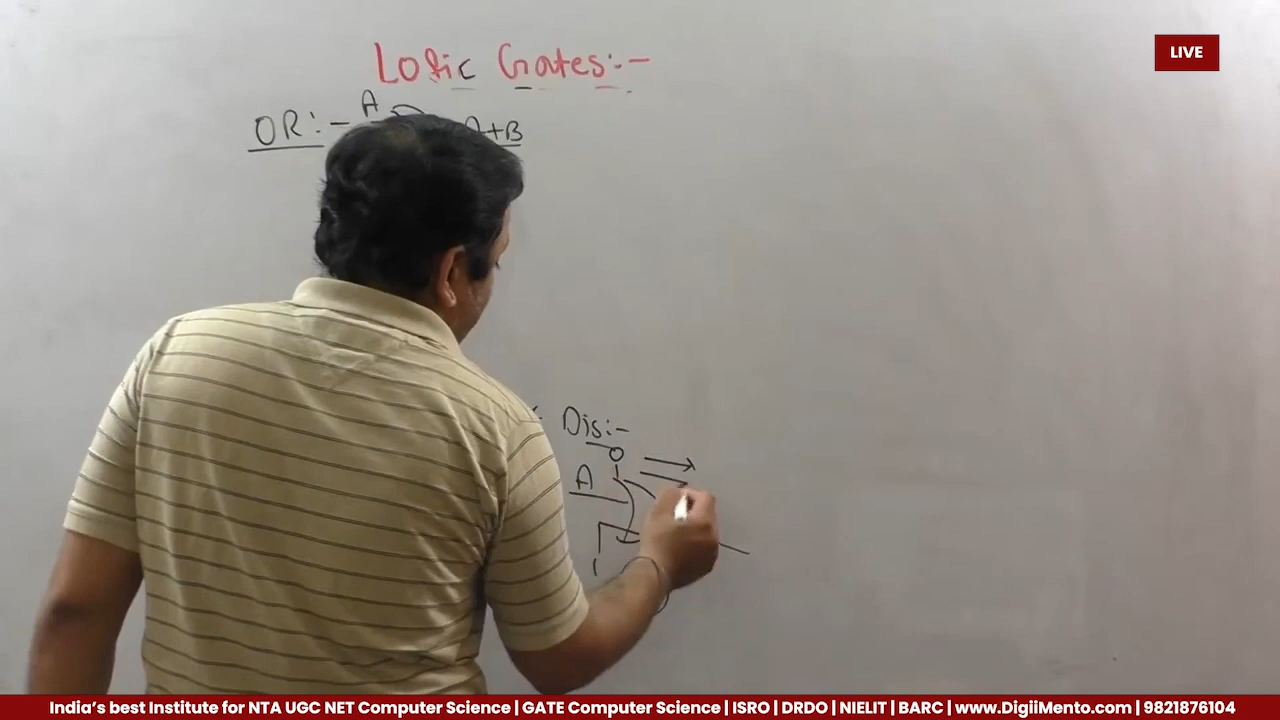 LIVE
Logic Gates:-
OR:- A A+B
Dis:-
A
India's best Institute for NTA UGC NET Computer Science | GATE Computer Science | ISRO | DRDO | NIELIT | BARC | www.DigiiMento.com | 9821876104